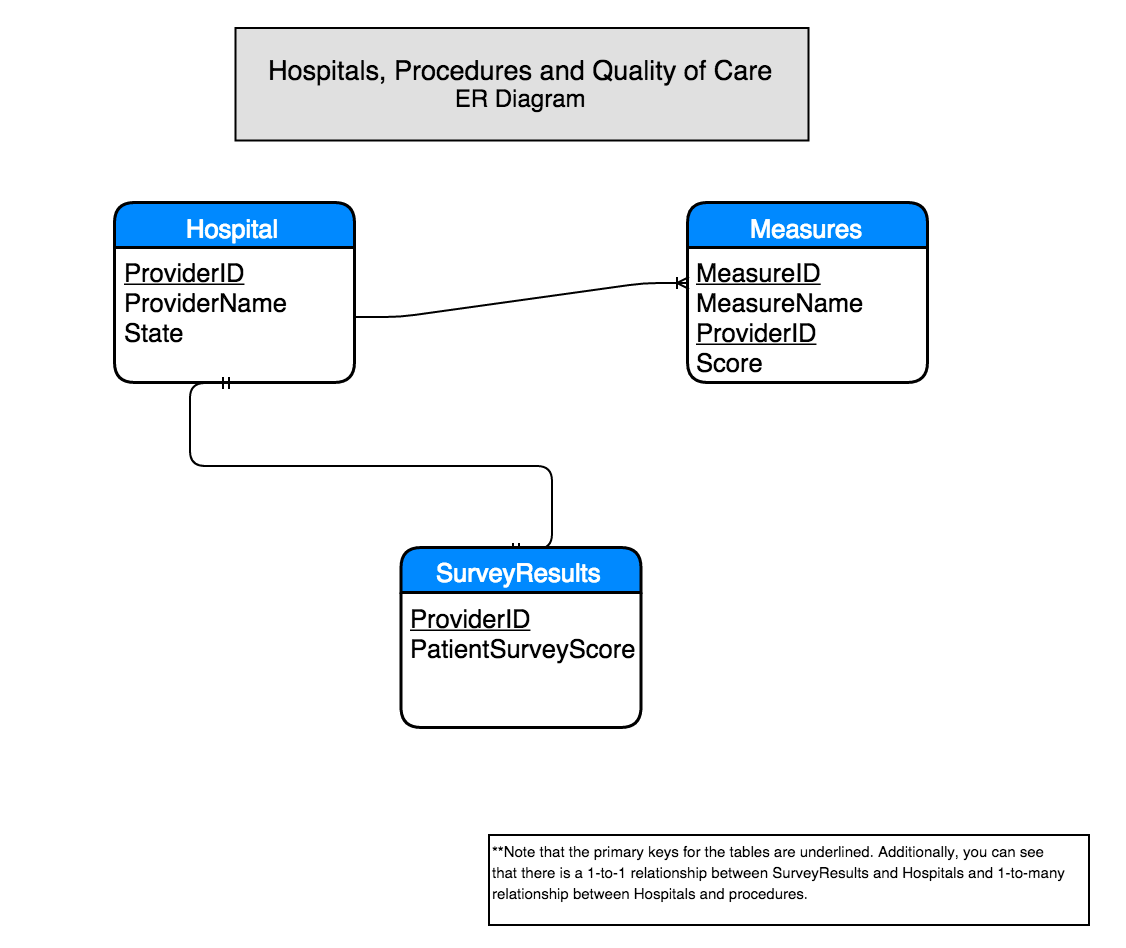 Hospitals, Procedures and Quality of Care
ER Diagram
Hospital
ProviderID
ProviderName
State
Measures
MeasureID
MeasureName
ProviderID
Score
SurveyResults
ProviderID
PatientSurveyScore
**Note that the primary keys for the tables are underlined. Additionally, you can see
that there is a 1-to-1 relationship between SurveyResults and Hospitals and 1-to-many
relationship between Hospitals and procedures.